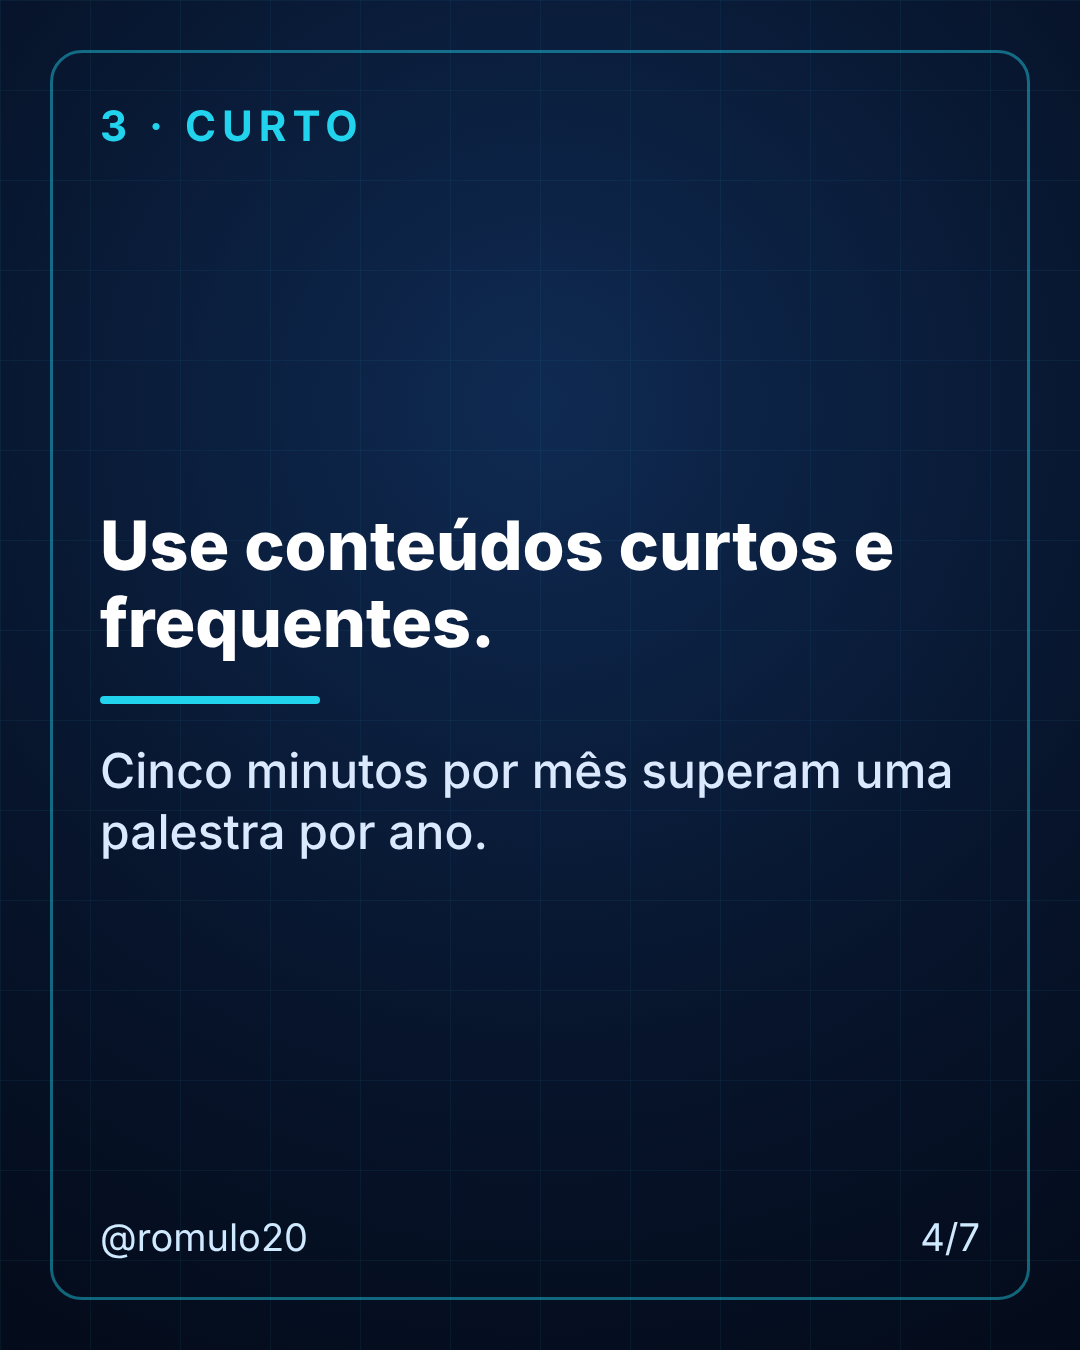 3 · CURTO
Use conteúdos curtos e
frequentes.
Cinco minutos por mês superam uma
palestra por ano.
@romulo20
4/7